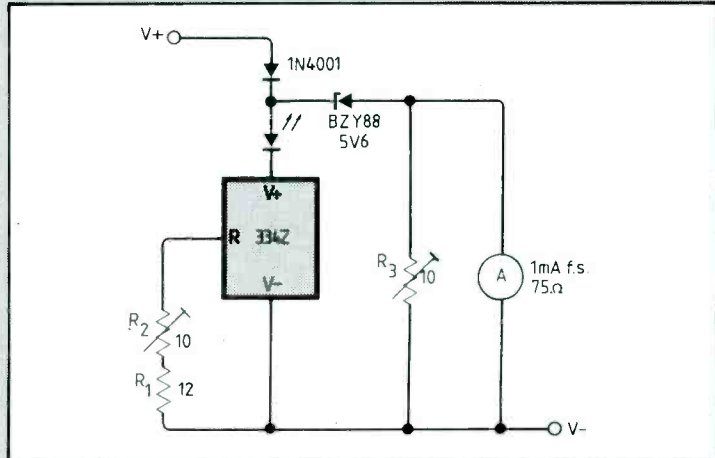 V+
1N4001
BZY88
5V6
V+
R 334Z
V-
R3 10
A
1mA f.s.
75Ω
R2
10
R1 12
V-